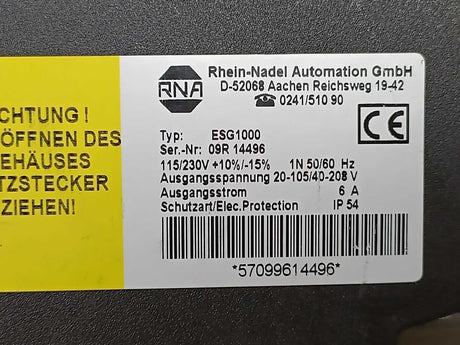 CHTUNG !
ÖFFNEN DES
EHÄUSES
TZSTECKER
ZIEHEN!
RNA
Rhein-Nadel Automation GmbH
D-52068 Aachen Reichsweg 19-42
☎ 0241/510 90
CE
Typ: ESG1000
Ser.-Nr: 09R 14496
115/230V +10%/-15% 1N 50/60 Hz
Ausgangsspannung 20-105/40-208 V
Ausgangsstrom 6 A
Schutzart/Elec.Protection IP 54
*57099614496*